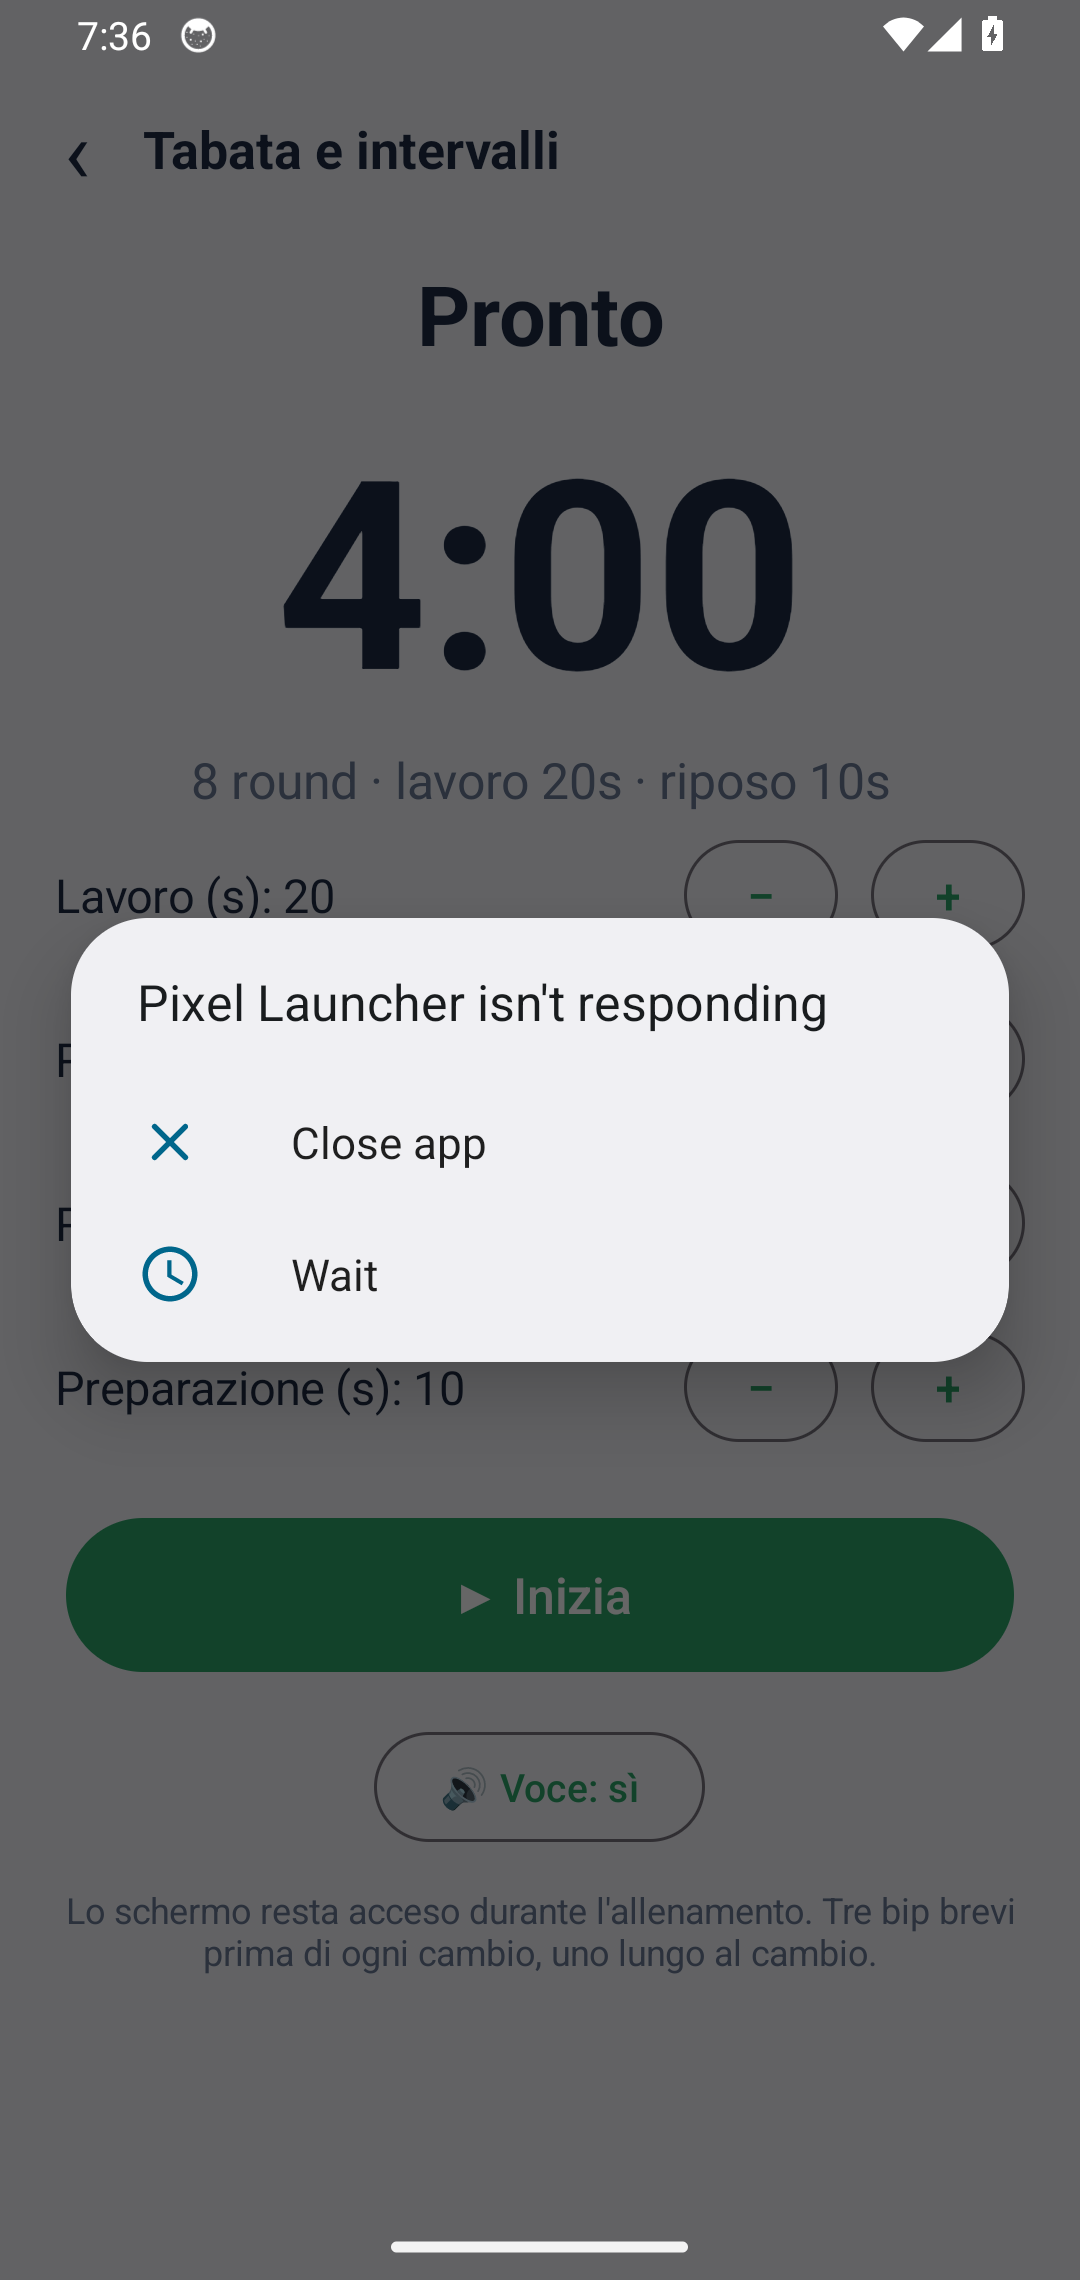 7:36
‹ Tabata e intervalli
Pronto
4:00
8 round · lavoro 20s · riposo 10s
Lavoro (s): 20 − +
Pixel Launcher isn't responding
Close app
Wait
Preparazione (s): 10 − +
▶ Inizia
🔊 Voce: sì
Lo schermo resta acceso durante l'allenamento. Tre bip brevi
prima di ogni cambio, uno lungo al cambio.